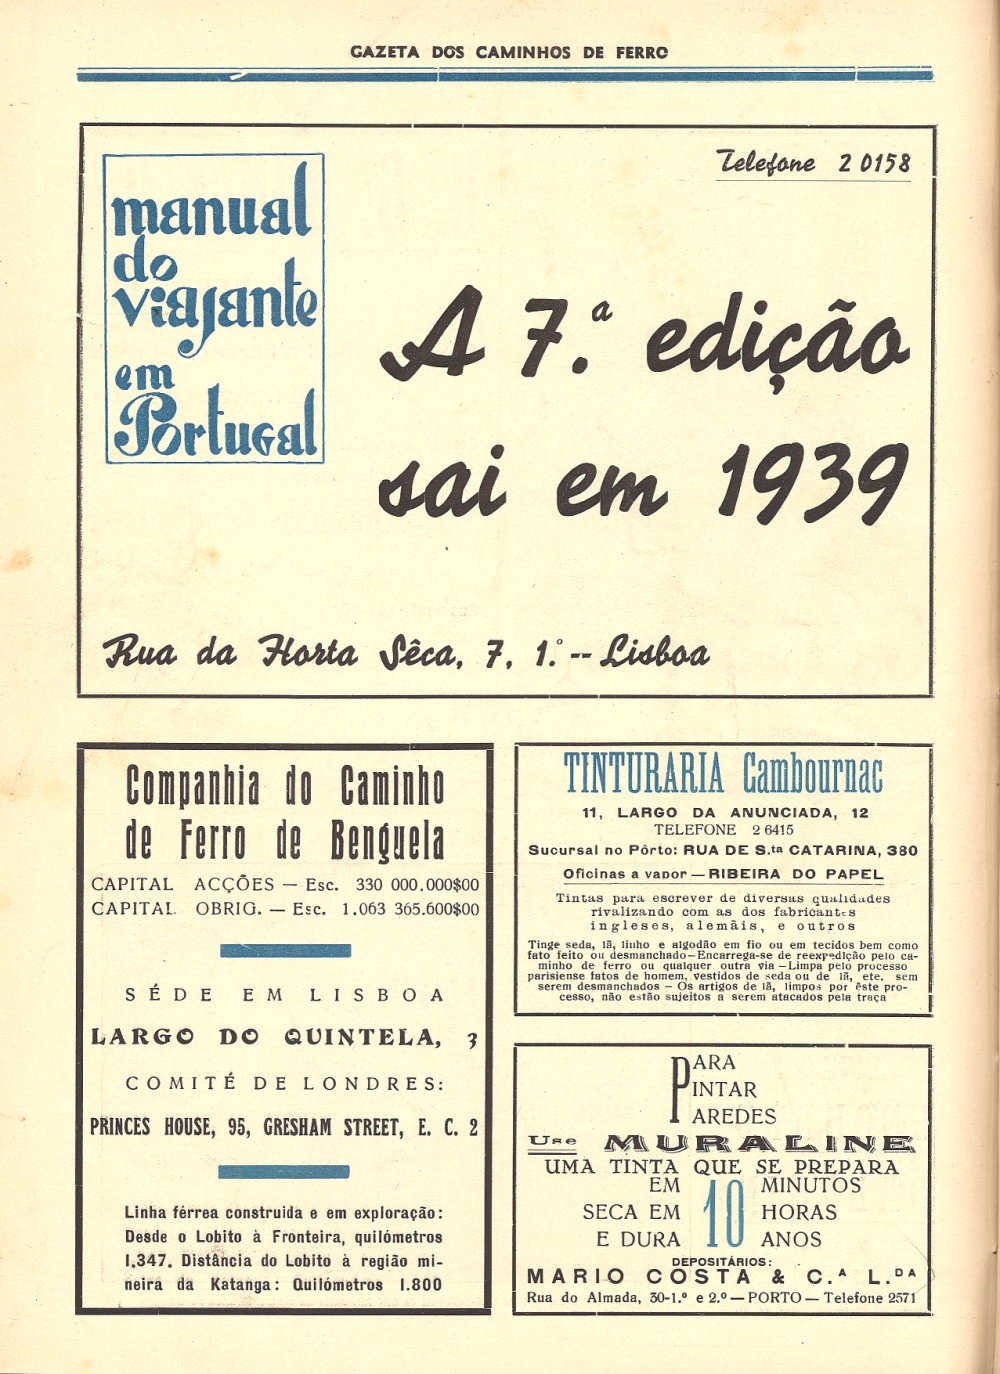 GAZETA DOS CAMINHOS DE FERRO
manual
do
viajante
em
Portugal
Telefone 2 0158
A 7.ª edição
sai em 1939
Rua da Horta Sêca, 7, 1.º -- Lisboa
Companhia do Caminho
de Ferro de Benguela
CAPITAL ACÇÕES — Esc. 330 000.000$00
CAPITAL OBRIG. — Esc. 1.063 365.600$00
SÉDE EM LISBOA
LARGO DO QUINTELA, 3
COMITÉ DE LONDRES:
PRINCES HOUSE, 95, GRESHAM STREET, E. C. 2
Linha férrea construida e em exploração:
Desde o Lobito à Fronteira, quilómetros
1.347. Distância do Lobito à região mi-
neira da Katanga: Quilómetros 1.800
TINTURARIA Cambournac
11, LARGO DA ANUNCIADA, 12
TELEFONE 2 6415
Sucursal no Pôrto: RUA DE S.ta CATARINA, 380
Oficinas a vapor — RIBEIRA DO PAPEL
Tintas para escrever de diversas qualidades
rivalizando com as dos fabricantes
ingleses, alemãis, e outros
Tinge seda, lã, linho e algodão em fio ou em tecidos bem como
fato feito ou desmanchado — Encarrega-se de reexpedição pelo ca-
minho de ferro ou qualquer outra via — Limpa pelo processo
parisiense fatos de homem, vestidos de seda ou de lã, etc. sem
serem desmanchados — Os artigos de lã, limpos por êste pro-
cesso, não estão sujeitos a serem atacados pela traça
PARA
PINTAR
PAREDES
Use MURALINE
UMA TINTA QUE SE PREPARA
EM 10 MINUTOS
SECA EM HORAS
E DURA ANOS
DEPOSITÁRIOS:
MARIO COSTA & C.ª L.DA
Rua do Almada, 30-1.º e 2.º — PORTO — Telefone 2571